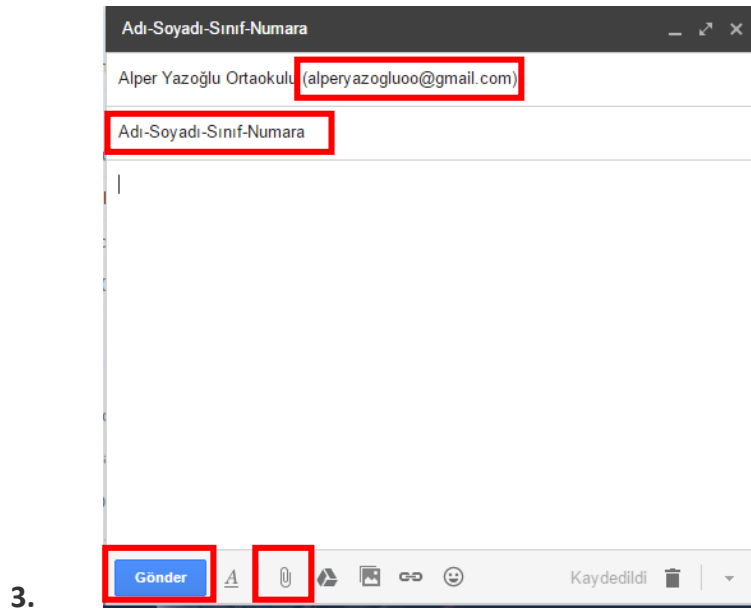 Adı-Soyadı-Sınıf-Numara
Alper Yazoğlu Ortaokulu (alperyazogluoo@gmail.com)
Adı-Soyadı-Sınıf-Numara
Gönder A Kaydedildi
3.